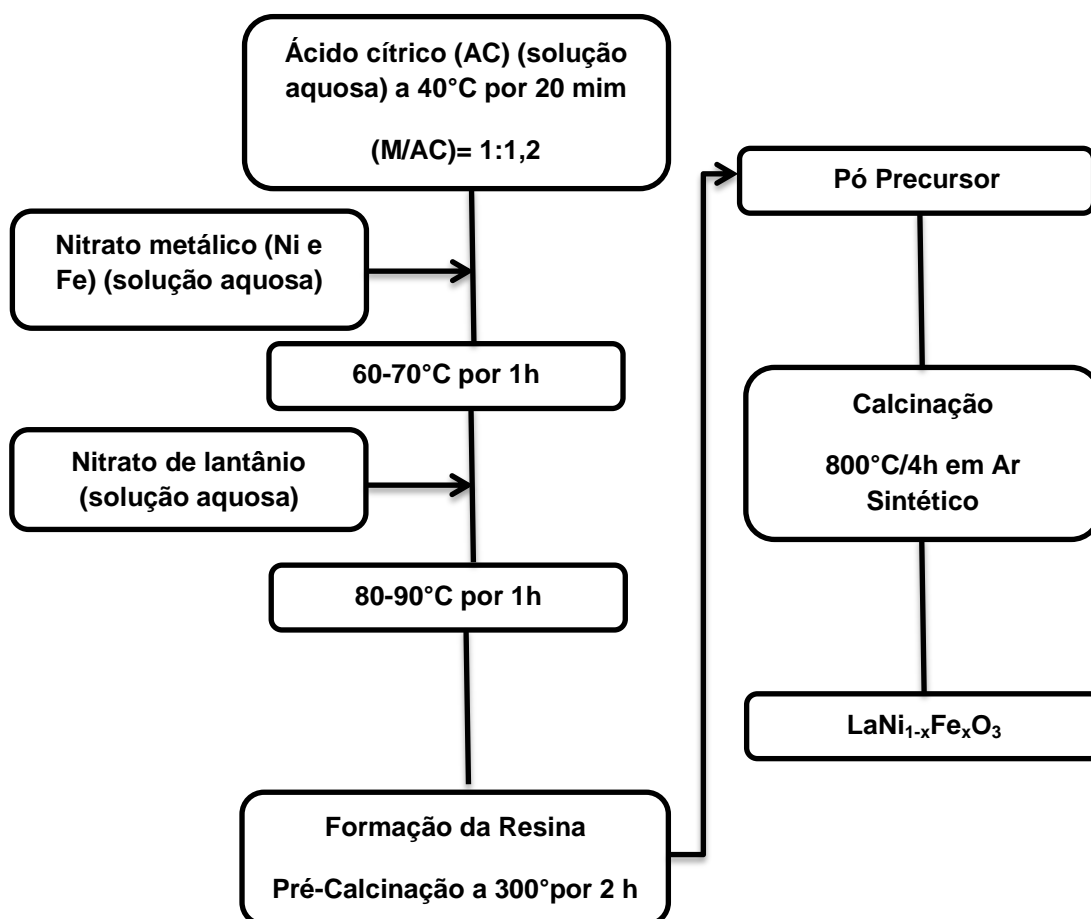 Ácido cítrico (AC) (solução
aquosa) a 40°C por 20 mim
(M/AC)= 1:1,2
Nitrato metálico (Ni e
Fe) (solução aquosa)
60-70°C por 1h
Nitrato de lantânio
(solução aquosa)
80-90°C por 1h
Formação da Resina
Pré-Calcinação a 300°por 2 h
Pó Precursor
Calcinação
800°C/4h em Ar
Sintético
LaNi₁₋ₓFeₓO₃